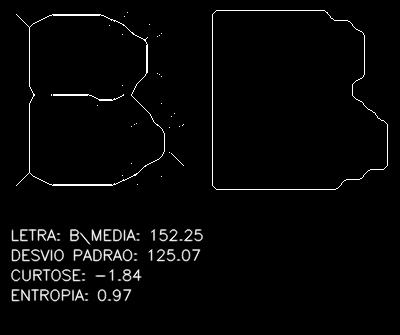 LETRA: B\MEDIA: 152.25
DESVIO PADRAO: 125.07
CURTOSE: -1.84
ENTROPIA: 0.97